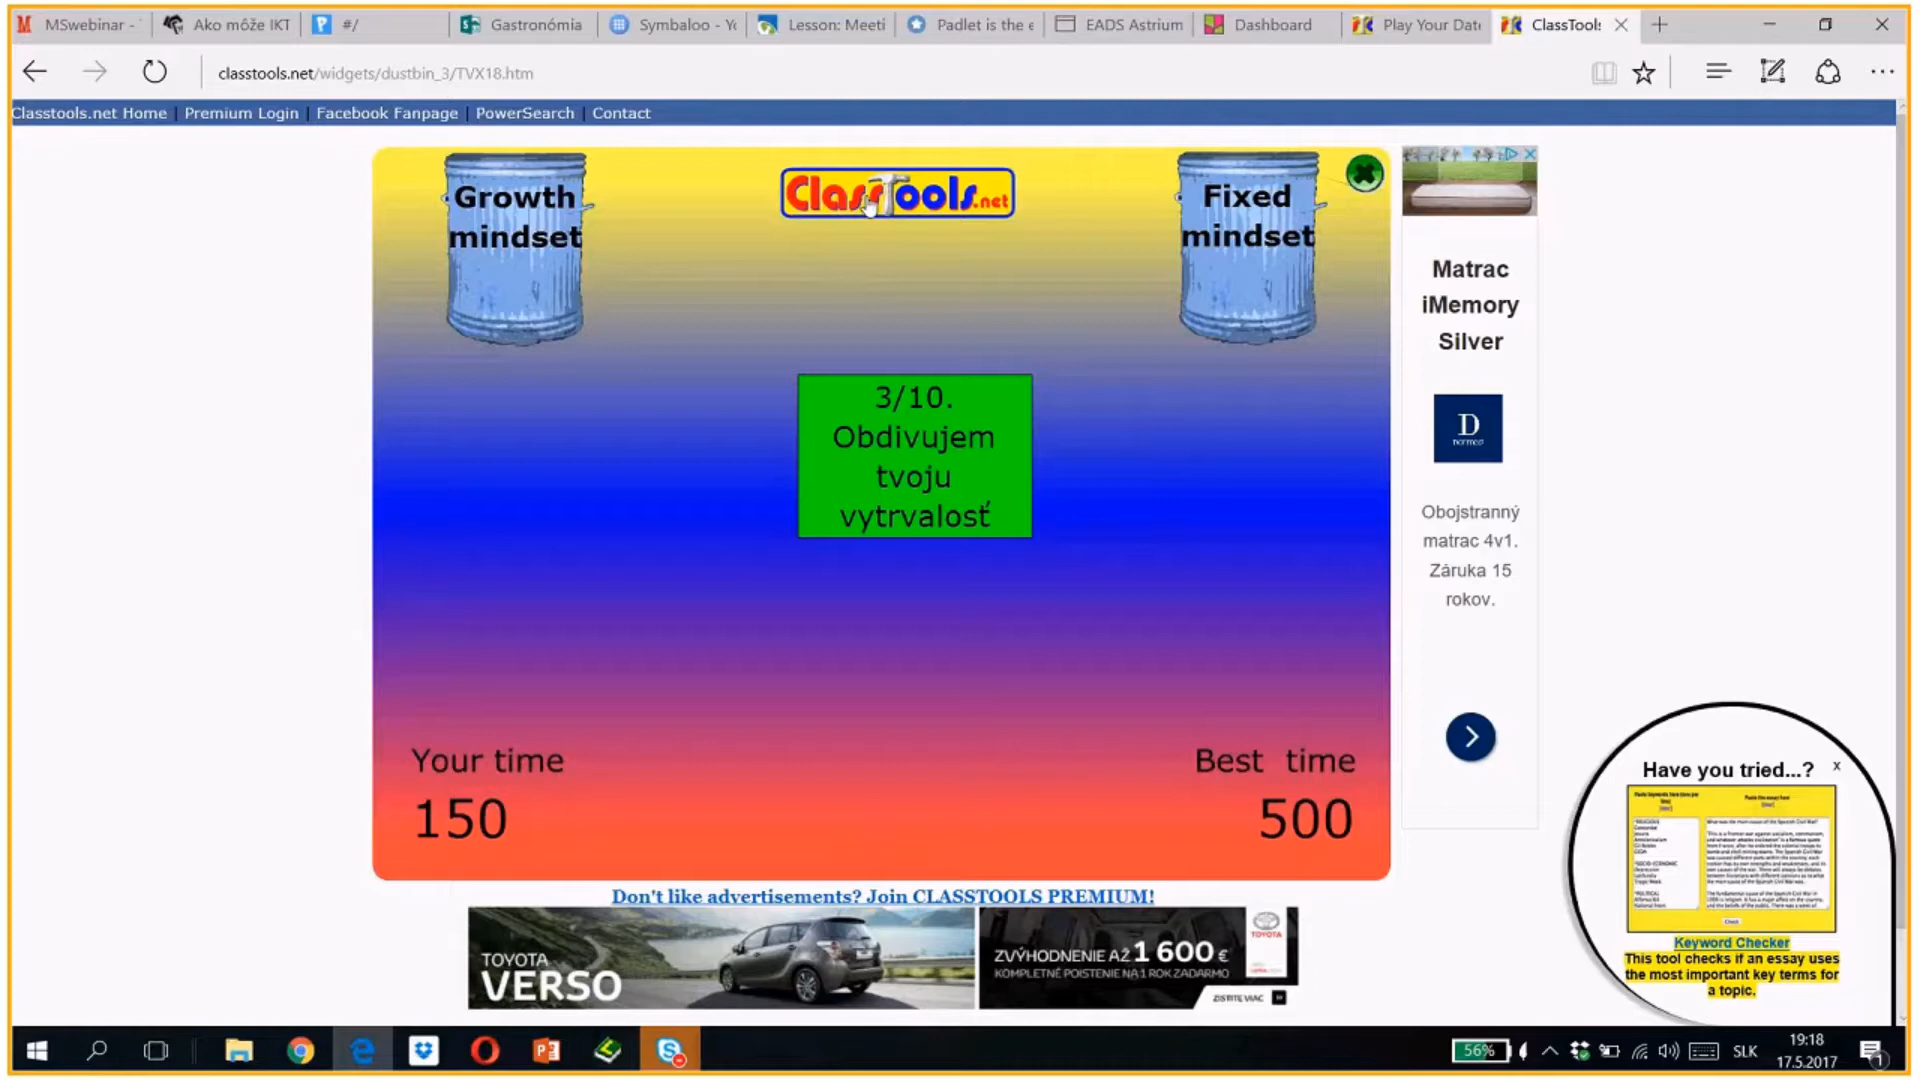 MSwebinar -
Ako môže IKT
#/
Gastronómia
Symbaloo - Yo
Lesson: Meeti
Padlet is the e
EADS Astrium
Dashboard
Play Your Date
ClassTools
classtools.net/widgets/dustbin_3/TVX18.htm
Classtools.net Home | Premium Login | Facebook Fanpage | PowerSearch | Contact
Growth
mindset
ClassTools.net
Fixed
mindset
3/10.
Obdivujem
tvoju
vytrvalosť
Your time
150
Best time
500
Matrac
iMemory
Silver
D
Obojstranný
matrac 4v1.
Záruka 15
rokov.
Don't like advertisements? Join CLASSTOOLS PREMIUM!
TOYOTA
VERSO
ZVÝHODNENIE AŽ 1 600 €
KOMPLETNÉ POISTENIE NA 1 ROK ZADARMO
TOYOTA
ZISTITE VIAC
Have you tried...? x
Keyword Checker
This tool checks if an essay uses
the most important key terms for
a topic.
56%
SLK
19:18
17.5.2017
1